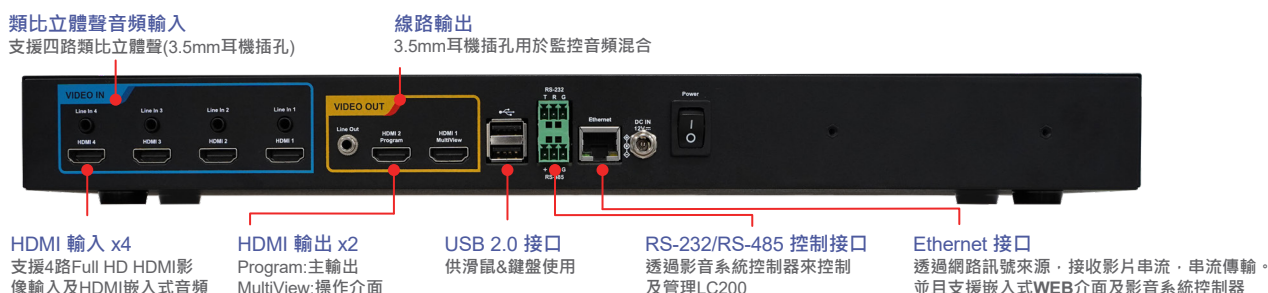 類比立體聲音頻輸入
支援四路類比立體聲(3.5mm耳機插孔)
線路輸出
3.5mm耳機插孔用於監控音頻混合
VIDEO IN
Line In 4
Line In 3
Line In 2
Line In 1
HDMI 4
HDMI 3
HDMI 2
HDMI 1
VIDEO OUT
Line Out
HDMI 2
Program
HDMI 1
MultiView
RS-232
T R G
+ G
RS-485
Ethernet
DC IN
12V
Power
HDMI 輸入 x4
支援4路Full HD HDMI影
像輸入及HDMI嵌入式音頻
HDMI 輸出 x2
Program:主輸出
MultiView:操作介面
USB 2.0 接口
供滑鼠&鍵盤使用
RS-232/RS-485 控制接口
透過影音系統控制器來控制
及管理LC200
Ethernet 接口
透過網路訊號來源，接收影片串流，串流傳輸。
並且支援嵌入式WEB介面及影音系統控制器